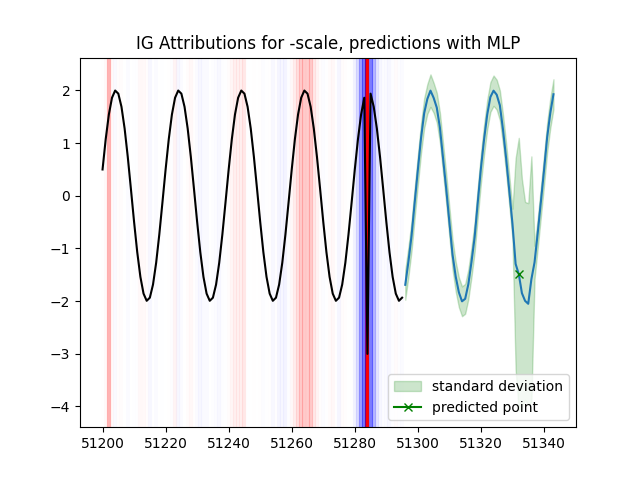 IG Attributions for -scale, predictions with MLP
2
1
0
−1
−2
−3
−4
standard deviation
predicted point
51200 51220 51240 51260 51280 51300 51320 51340